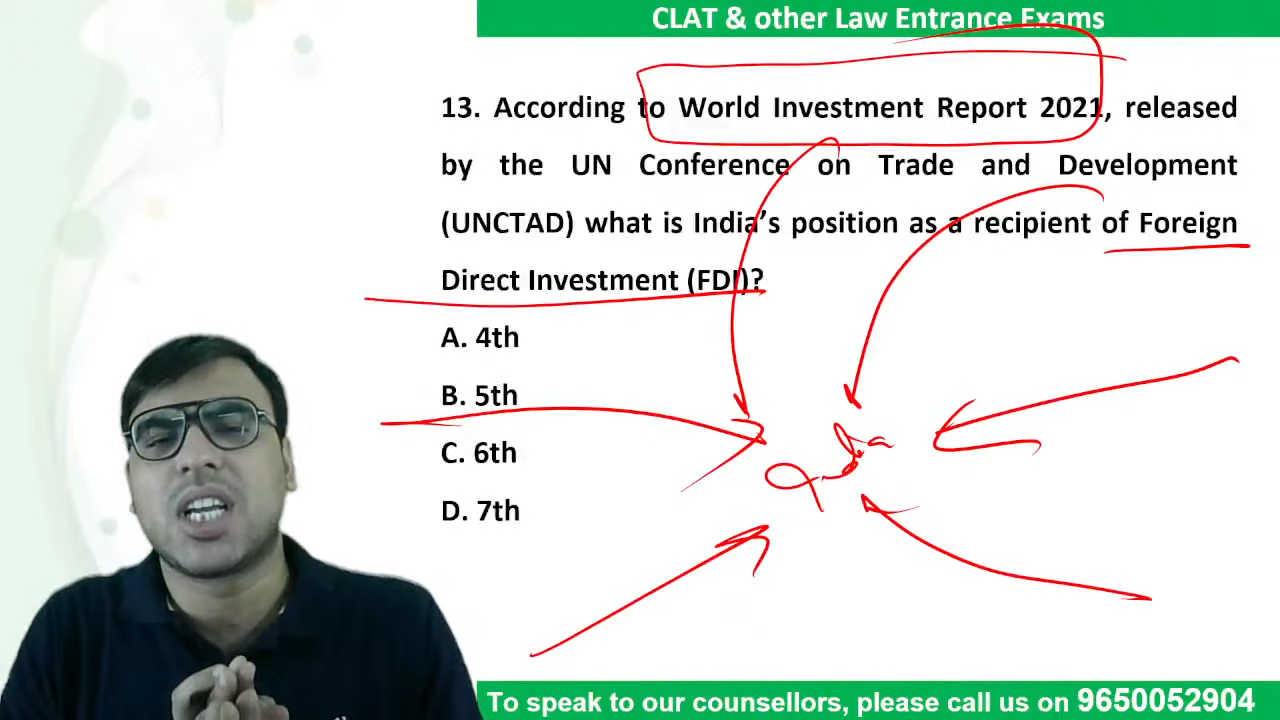 CLAT & other Law Entrance Exams
13. According to World Investment Report 2021, released
by the UN Conference on Trade and Development
(UNCTAD) what is India's position as a recipient of Foreign
Direct Investment (FDI)?
A. 4th
B. 5th
C. 6th
D. 7th
To speak to our counsellors, please call us on 9650052904